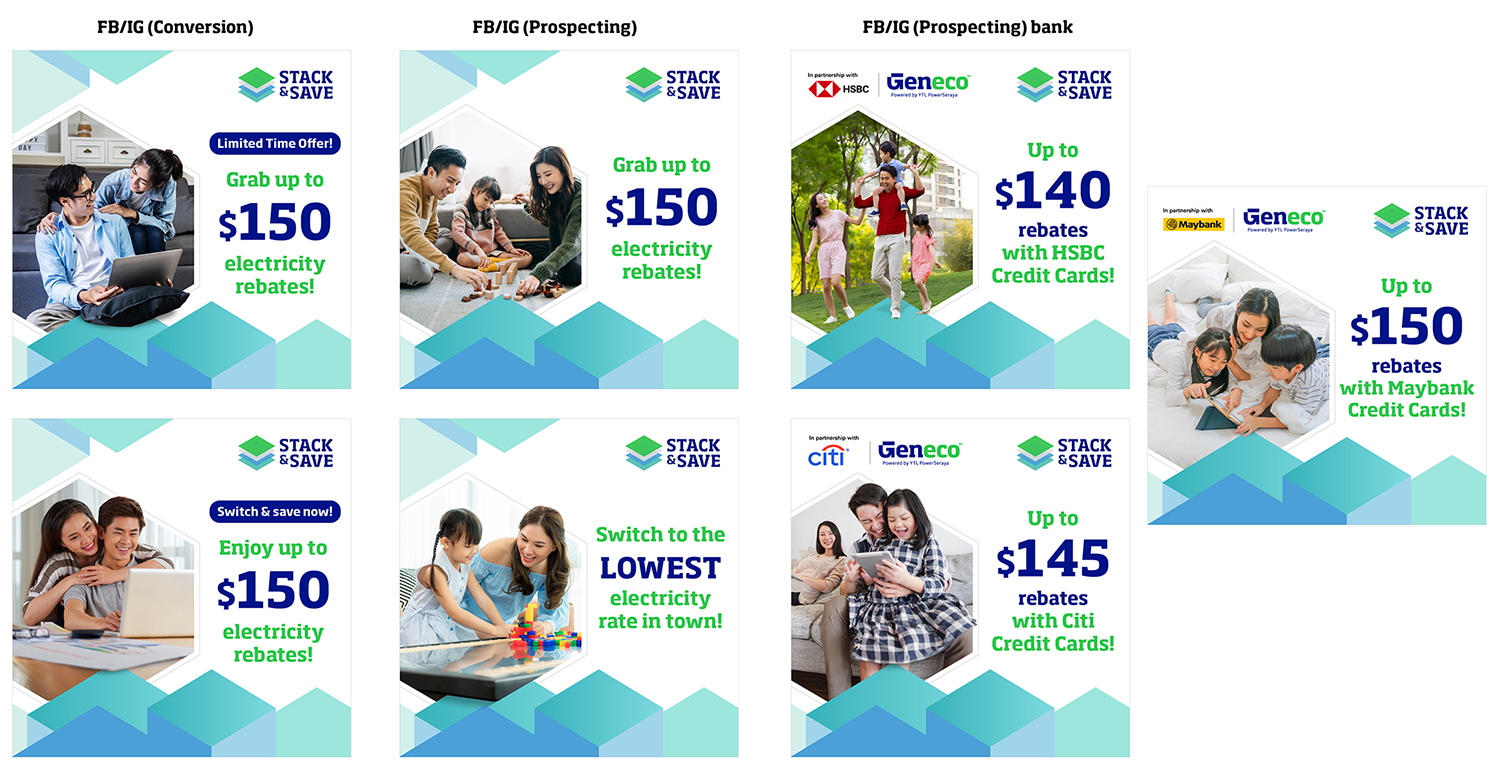 FB/IG (Conversion)
STACK
& SAVE
Limited Time Offer!
Grab up to
$150
electricity
rebates!
STACK
& SAVE
Switch & save now!
Enjoy up to
$150
electricity
rebates!
FB/IG (Prospecting)
STACK
& SAVE
Grab up to
$150
electricity
rebates!
STACK
& SAVE
Switch to the
LOWEST
electricity
rate in town!
FB/IG (Prospecting) bank
In partnership with
HSBC
Geneco™
Powered by YTL PowerSeraya
STACK
& SAVE
Up to
$140
rebates
with HSBC
Credit Cards!
In partnership with
citi®
Geneco™
Powered by YTL PowerSeraya
STACK
& SAVE
Up to
$145
rebates
with Citi
Credit Cards!
In partnership with
Maybank
Geneco™
Powered by YTL PowerSeraya
STACK
& SAVE
Up to
$150
rebates
with Maybank
Credit Cards!